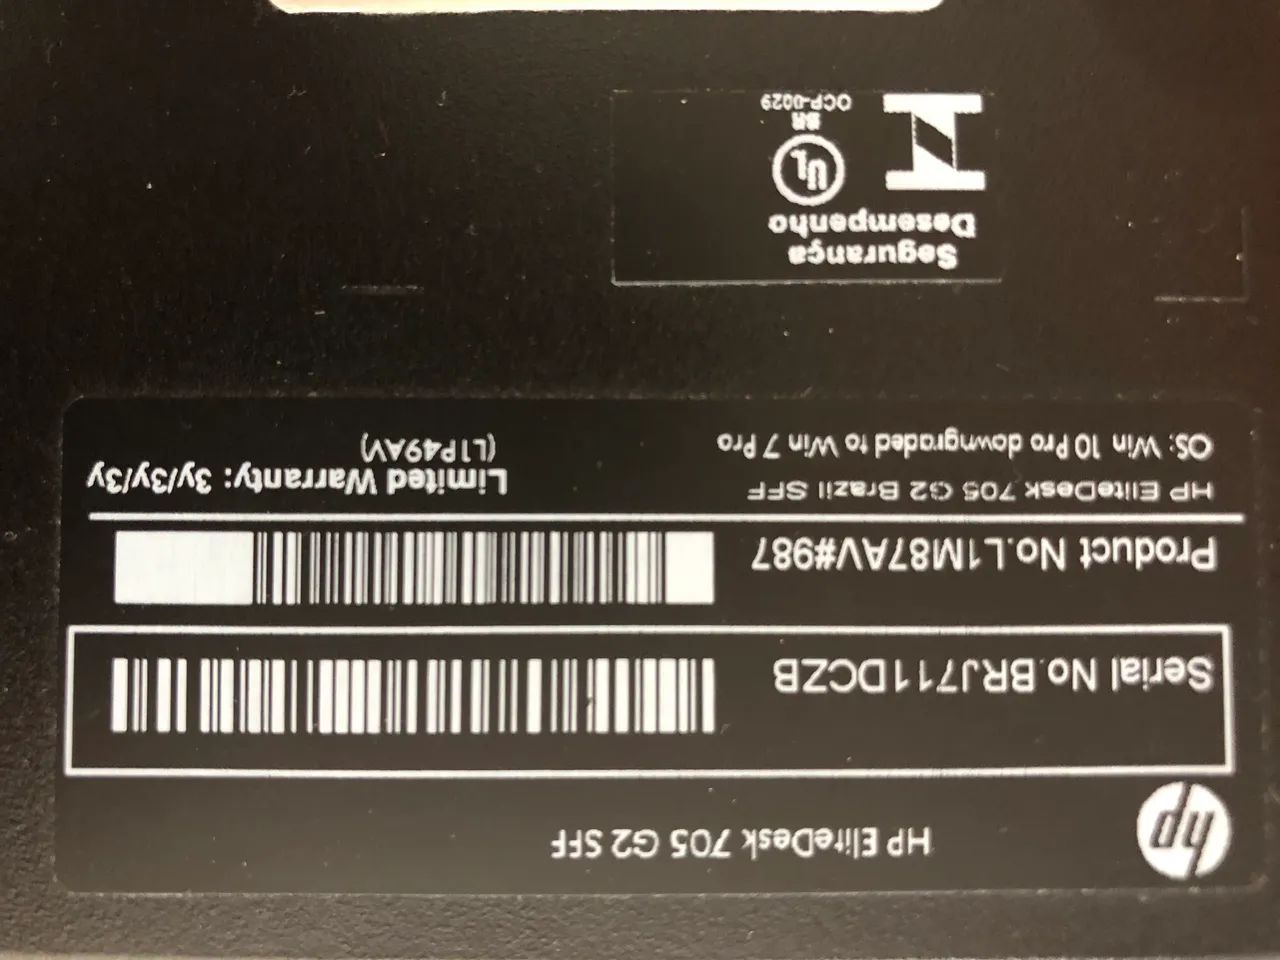 hp
HP EliteDesk 705 G2 SFF
Serial No.BRJ711DCZB
Product No.L1M87AV#987
HP EliteDesk 705 G2 Brazil SFF
OS: Win 10 Pro downgraded to Win 7 Pro
Limited Warranty: 3y/3y/3y
(L1P49AV)
Segurança
Desempenho
UL
BR
OCP-0029